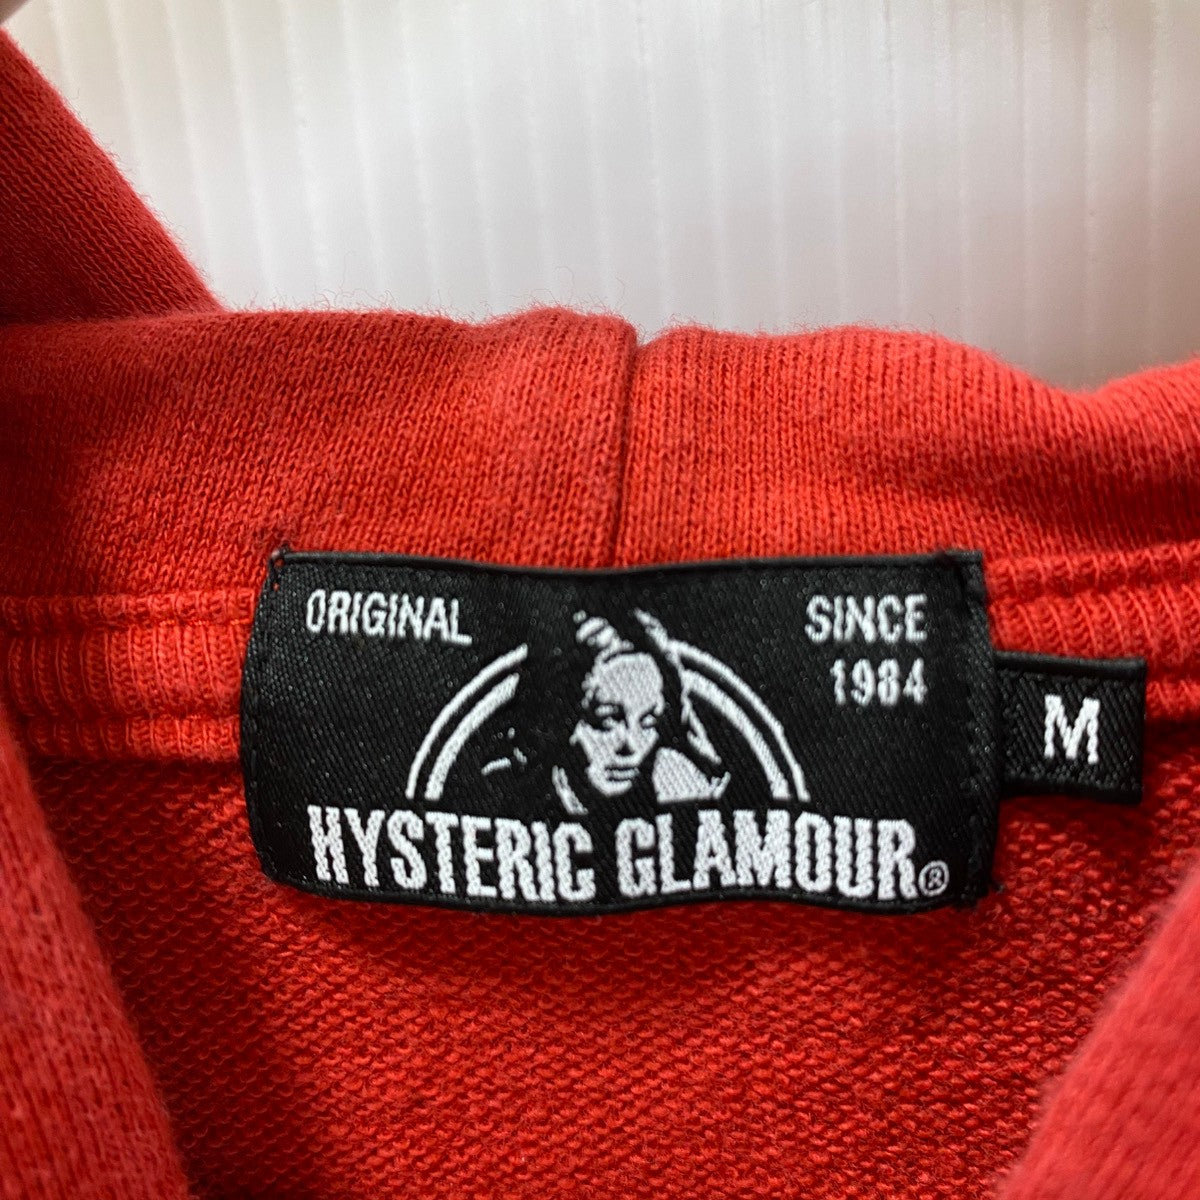 ORIGINAL
SINCE
1984
M
HYSTERIC GLAMOUR®